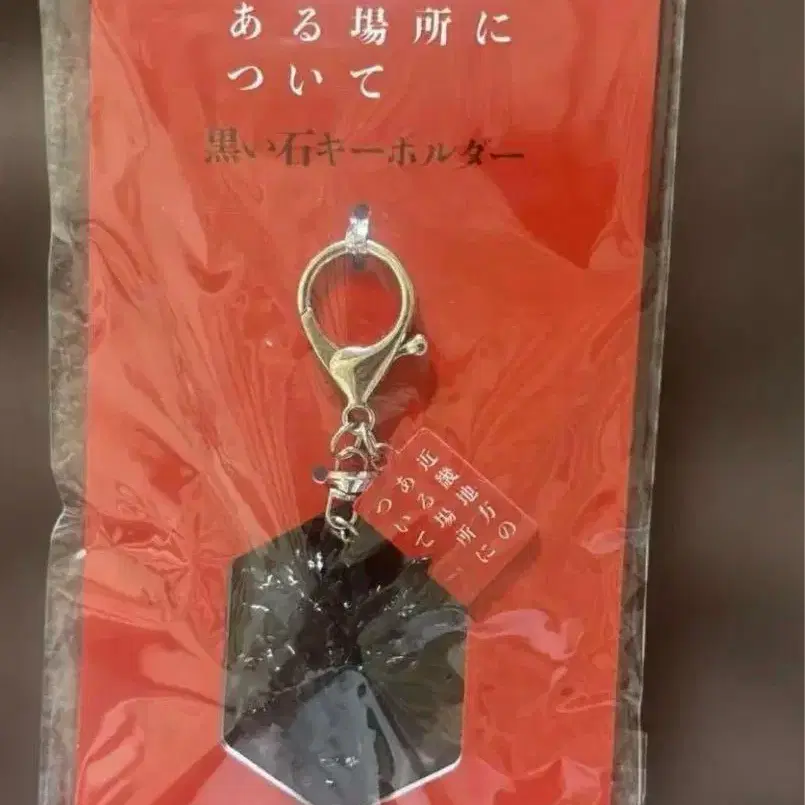 ある場所に
ついて
黒い石キーホルダー
近畿地方の
ある場所に
ついて